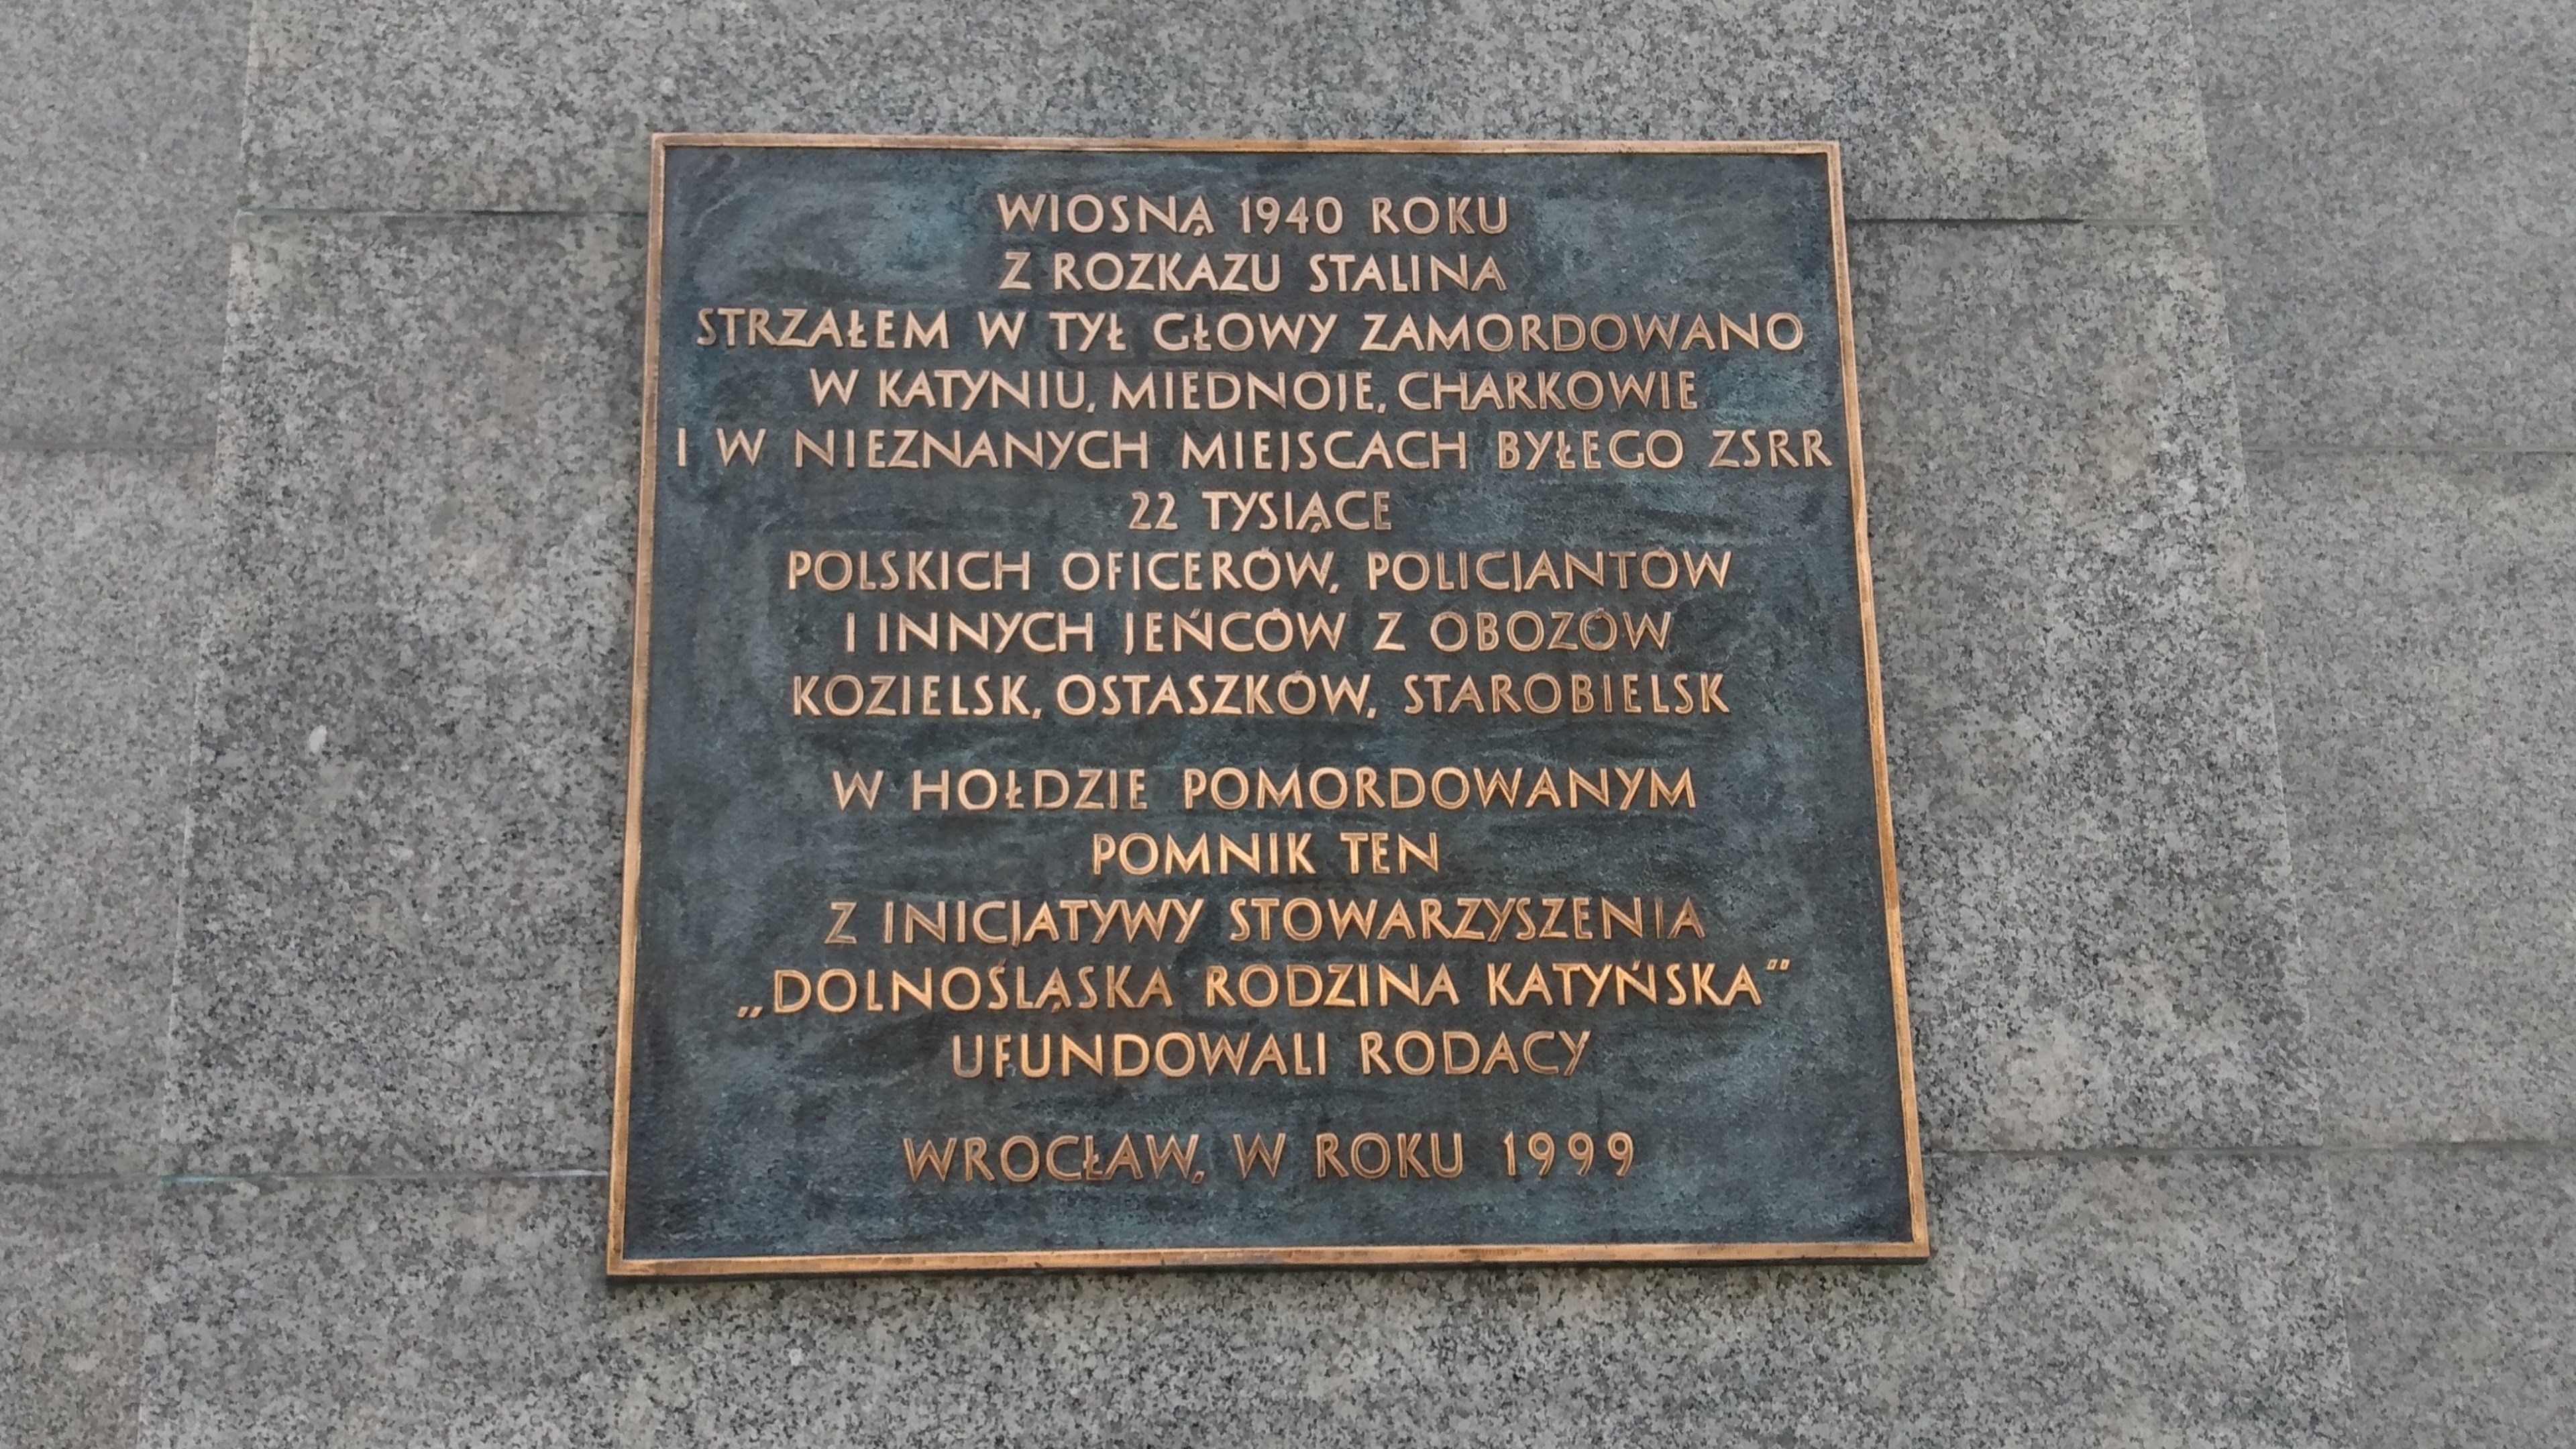 WIOSNĄ 1940 ROKU
Z ROZKAZU STALINA
STRZAŁEM W TYŁ GŁOWY ZAMORDOWANO
W KATYNIU, MIEDNOJE, CHARKOWIE
I W NIEZNANYCH MIEJSCACH BYŁEGO ZSRR
22 TYSIĄCE
POLSKICH OFICERÓW, POLICJANTÓW
I INNYCH JEŃCÓW Z OBOZÓW
KOZIELSK, OSTASZKÓW, STAROBIELSK
W HOŁDZIE POMORDOWANYM
POMNIK TEN
Z INICJATYWY STOWARZYSZENIA
„DOLNOŚLĄSKA RODZINA KATYŃSKA”
UFUNDOWALI RODACY
WROCŁAW, W ROKU 1999